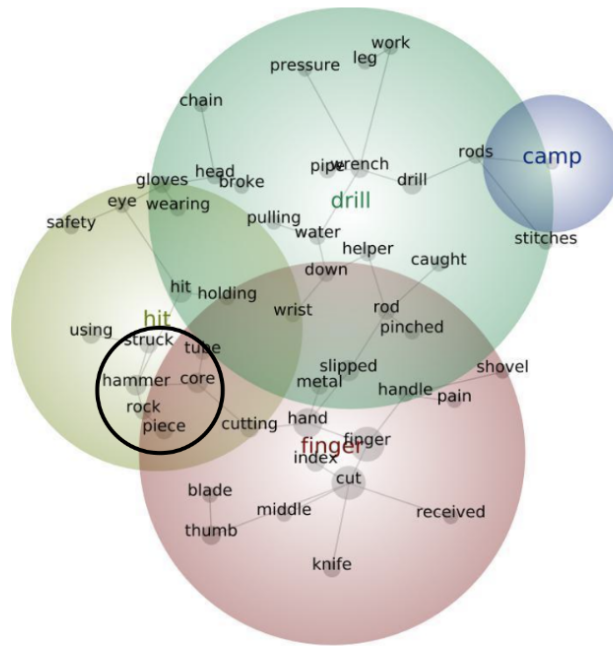 work
leg
pressure
chain
rods
camp
pipe
wrench
head
drill
gloves
broke
drill
eye
wearing
safety
pulling
water
stitches
helper
caught
down
hit
holding
rod
wrist
hit
pinched
using
struck
tube
slipped
shovel
hammer
core
metal
handle
pain
rock
piece
cutting
hand
finger
finger
index
cut
blade
middle
received
thumb
knife